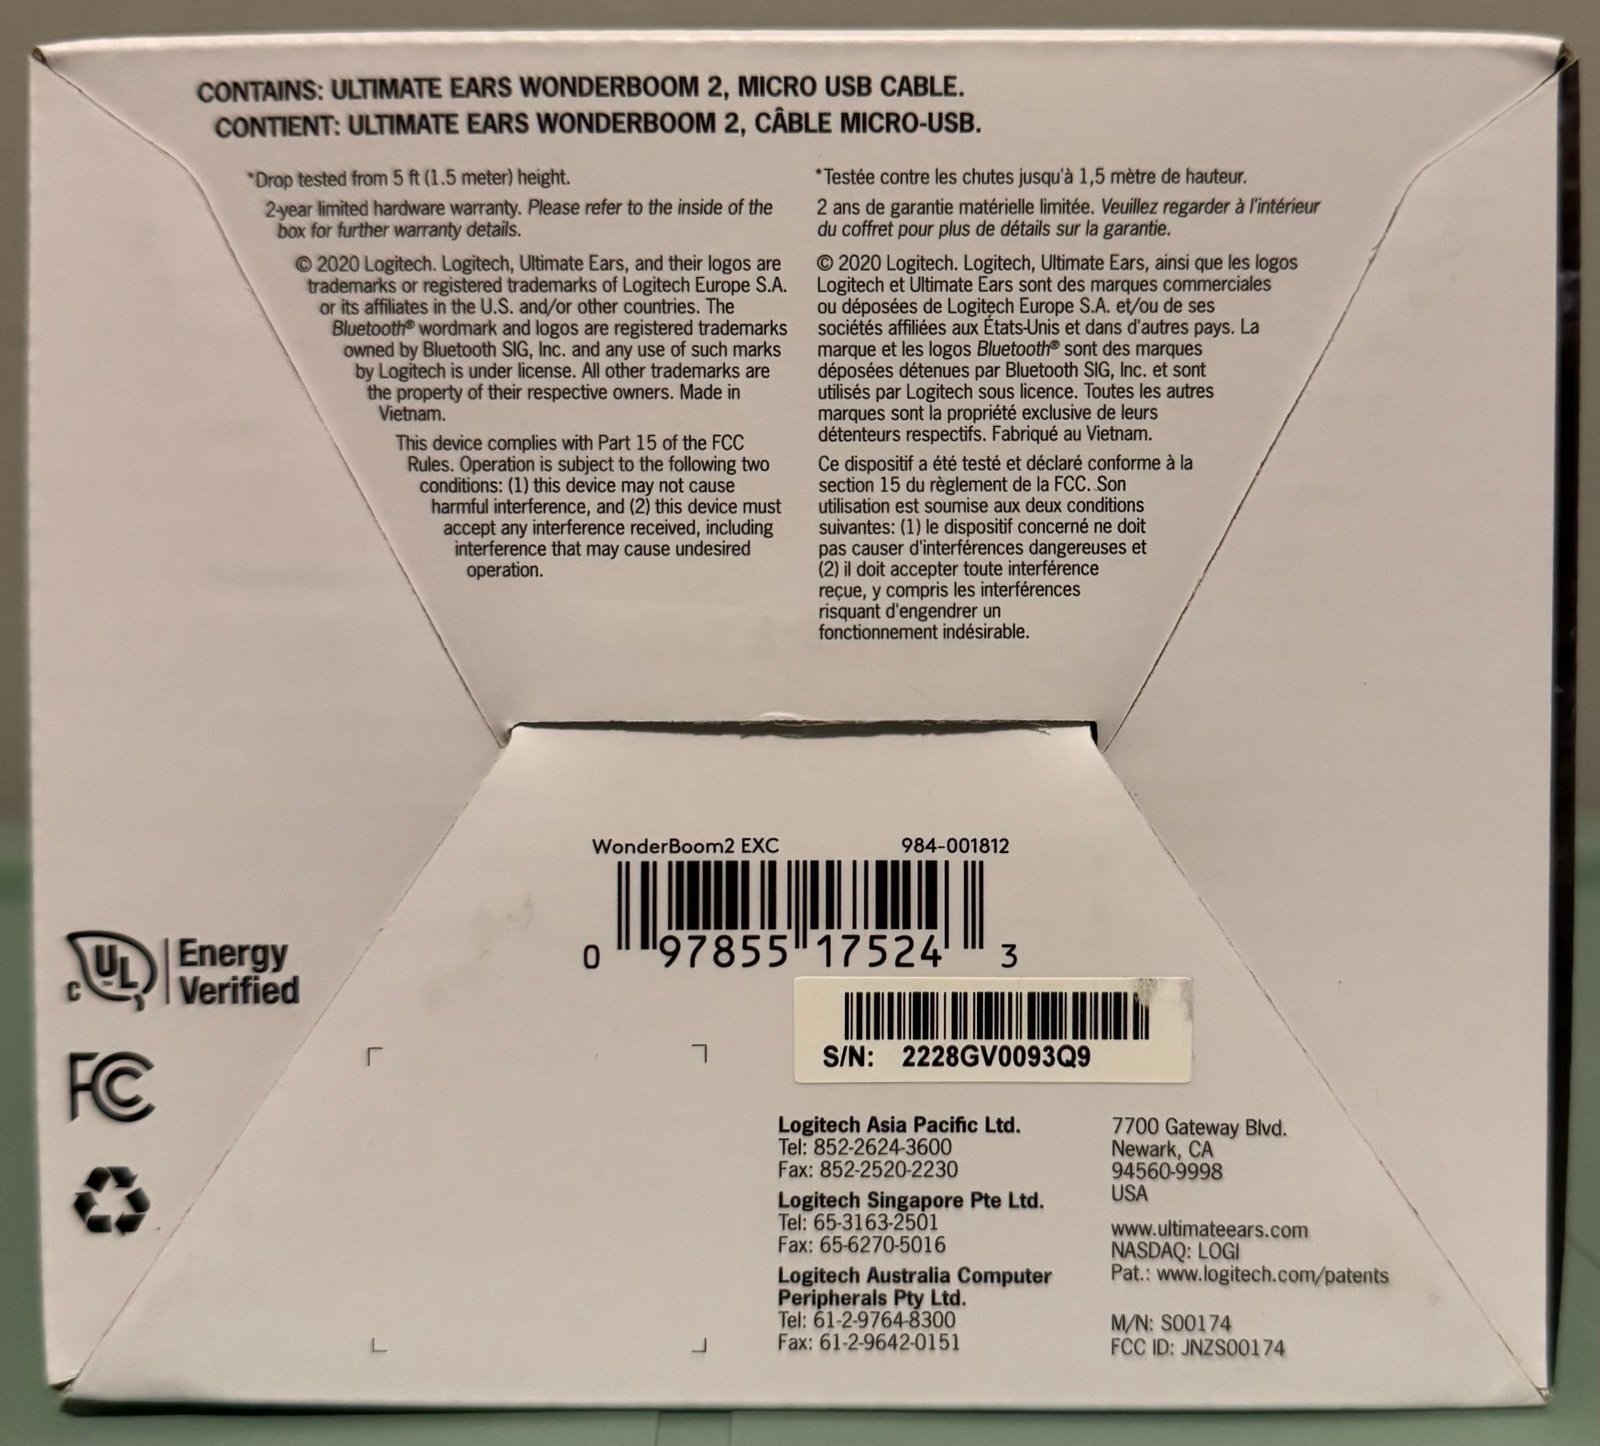 CONTAINS: ULTIMATE EARS WONDERBOOM 2, MICRO USB CABLE.
CONTIENT: ULTIMATE EARS WONDERBOOM 2, CÂBLE MICRO-USB.
*Drop tested from 5 ft (1.5 meter) height.
2-year limited hardware warranty. Please refer to the inside of the
box for further warranty details.
© 2020 Logitech. Logitech, Ultimate Ears, and their logos are
trademarks or registered trademarks of Logitech Europe S.A.
or its affiliates in the U.S. and/or other countries. The
Bluetooth® wordmark and logos are registered trademarks
owned by Bluetooth SIG, Inc. and any use of such marks
by Logitech is under license. All other trademarks are
the property of their respective owners. Made in
Vietnam.
This device complies with Part 15 of the FCC
Rules. Operation is subject to the following two
conditions: (1) this device may not cause
harmful interference, and (2) this device must
accept any interference received, including
interference that may cause undesired
operation.
*Testée contre les chutes jusqu'à 1,5 mètre de hauteur.
2 ans de garantie matérielle limitée. Veuillez regarder à l'intérieur
du coffret pour plus de détails sur la garantie.
© 2020 Logitech. Logitech, Ultimate Ears, ainsi que les logos
Logitech et Ultimate Ears sont des marques commerciales
ou déposées de Logitech Europe S.A. et/ou de ses
sociétés affiliées aux États-Unis et dans d'autres pays. La
marque et les logos Bluetooth® sont des marques
déposées détenues par Bluetooth SIG, Inc. et sont
utilisés par Logitech sous licence. Toutes les autres
marques sont la propriété exclusive de leurs
détenteurs respectifs. Fabriqué au Vietnam.
Ce dispositif a été testé et déclaré conforme à la
section 15 du règlement de la FCC. Son
utilisation est soumise aux deux conditions
suivantes: (1) le dispositif concerné ne doit
pas causer d'interférences dangereuses et
(2) il doit accepter toute interférence
reçue, y compris les interférences
risquant d'engendrer un
fonctionnement indésirable.
WonderBoom2 EXC 984-001812
0 97855 17524 3
S/N: 2228GV0093Q9
c UL ™
Energy
Verified
FC
Logitech Asia Pacific Ltd.
Tel: 852-2624-3600
Fax: 852-2520-2230
Logitech Singapore Pte Ltd.
Tel: 65-3163-2501
Fax: 65-6270-5016
Logitech Australia Computer
Peripherals Pty Ltd.
Tel: 61-2-9764-8300
Fax: 61-2-9642-0151
7700 Gateway Blvd.
Newark, CA
94560-9998
USA
www.ultimateears.com
NASDAQ: LOGI
Pat.: www.logitech.com/patents
M/N: S00174
FCC ID: JNZS00174